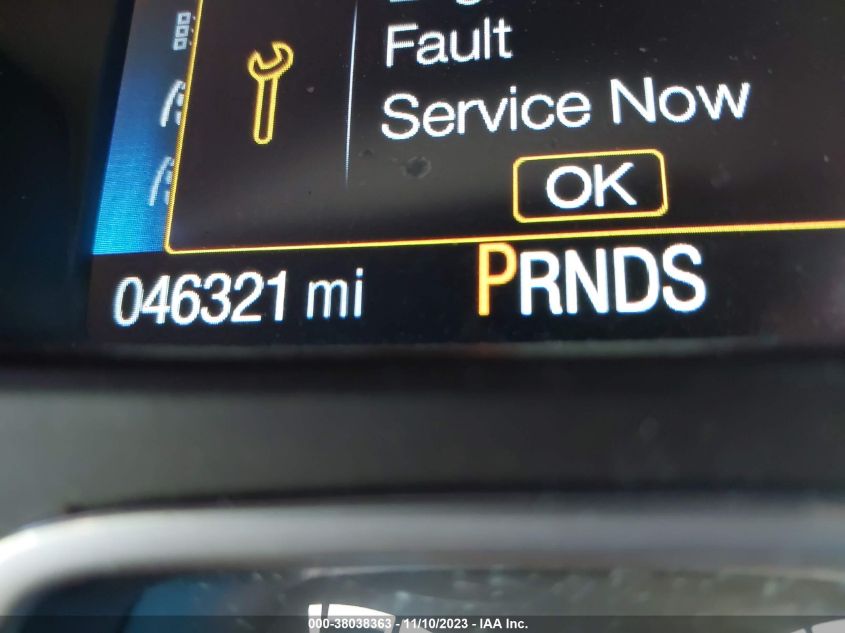 Fault
Service Now
OK
046321 mi
PRNDS
000-38038363 - 11/10/2023 - IAA Inc.